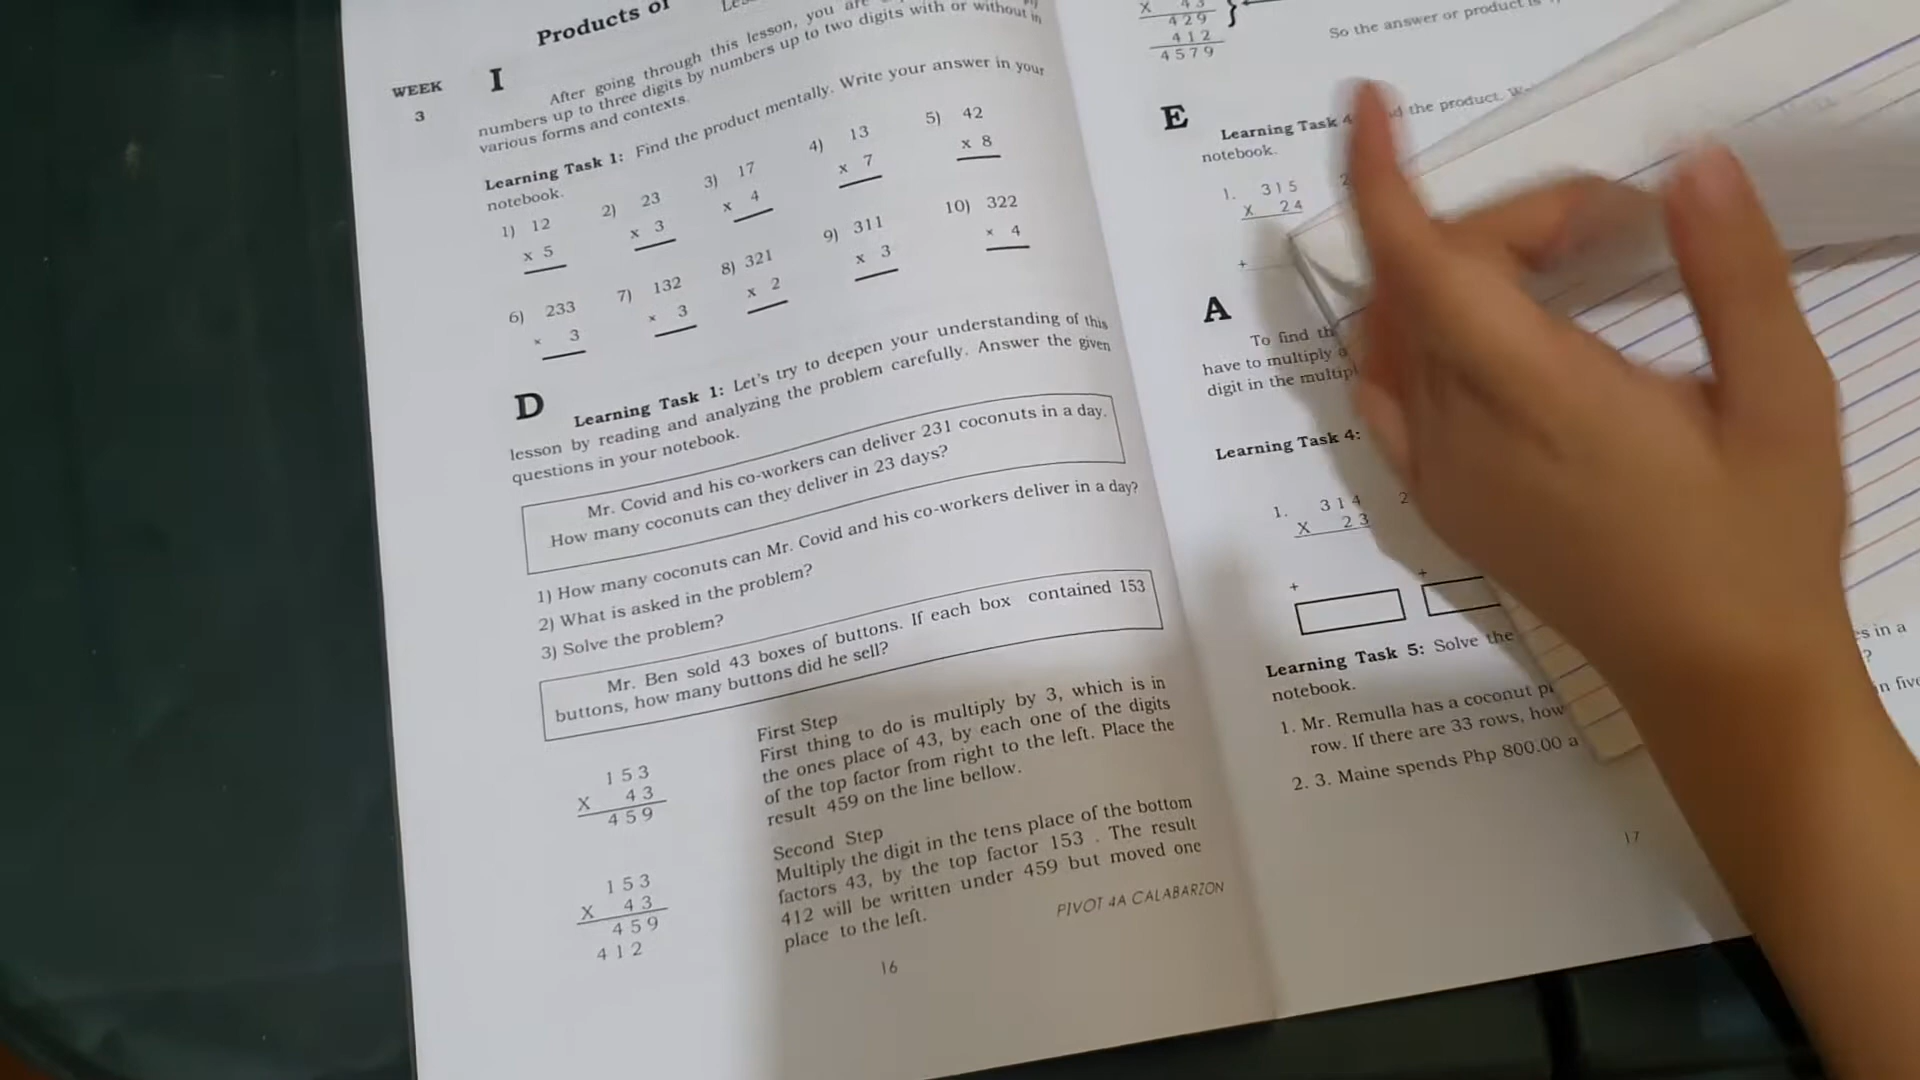 Products of
WEEK
3
I
After going through this lesson, you are
numbers up to three digits by numbers up to two digits with or without
various forms and contexts.
Learning Task 1: Find the product mentally. Write your answer in your
notebook.
1) 12
x 5
2) 23
x 3
3) 17
x 4
4) 13
x 7
5) 42
x 8
6) 233
x 3
7) 132
x 3
8) 321
x 2
9) 311
x 3
10) 322
x 4
D
Learning Task 1: Let's try to deepen your understanding of this
lesson by reading and analyzing the problem carefully. Answer the given
questions in your notebook.
Mr. Covid and his co-workers can deliver 231 coconuts in a day.
How many coconuts can they deliver in 23 days?
1) How many coconuts can Mr. Covid and his co-workers deliver in a day?
2) What is asked in the problem?
3) Solve the problem?
Mr. Ben sold 43 boxes of buttons. If each box contained 153
buttons, how many buttons did he sell?
153
X 43
459
First Step
First thing to do is multiply by 3, which is in
the ones place of 43, by each one of the digits
of the top factor from right to the left. Place the
result 459 on the line bellow.
153
X 43
459
412
Second Step
Multiply the digit in the tens place of the bottom
factors 43, by the top factor 153 . The result
412 will be written under 459 but moved one
place to the left.
PIVOT 4A CALABARZON
16
X 43
429
412
4579
So the answer or product is
E
Learning Task 4
the product.
notebook.
1. 315
X 24
+
A
To find
have to multiply
digit in the
Learning Task 4:
1. 314
X 23
2
+
+
Learning Task 5: Solve the
notebook.
1. Mr. Remulla has a coconut
row. If there are 33 rows, how
2. 3. Maine spends Php 800.00 a
in a
?
five
17